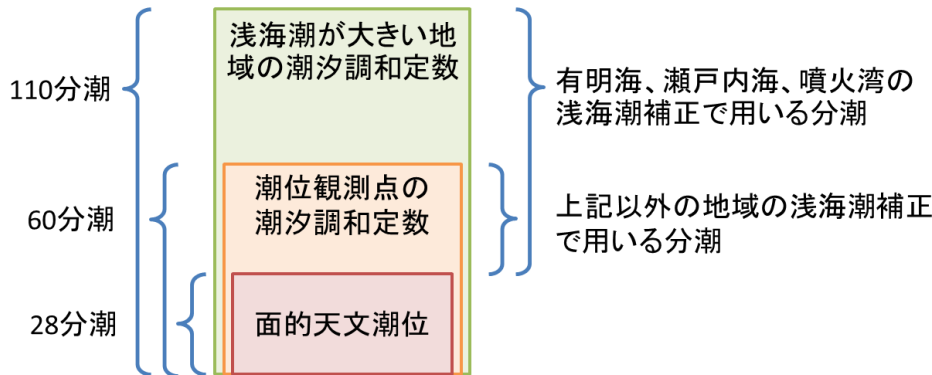 浅海潮が大きい地
域の潮汐調和定数
110分潮
有明海、瀬戸内海、噴火湾の
浅海潮補正で用いる分潮
潮位観測点の
潮汐調和定数
60分潮
上記以外の地域の浅海潮補正
で用いる分潮
28分潮
面的天文潮位